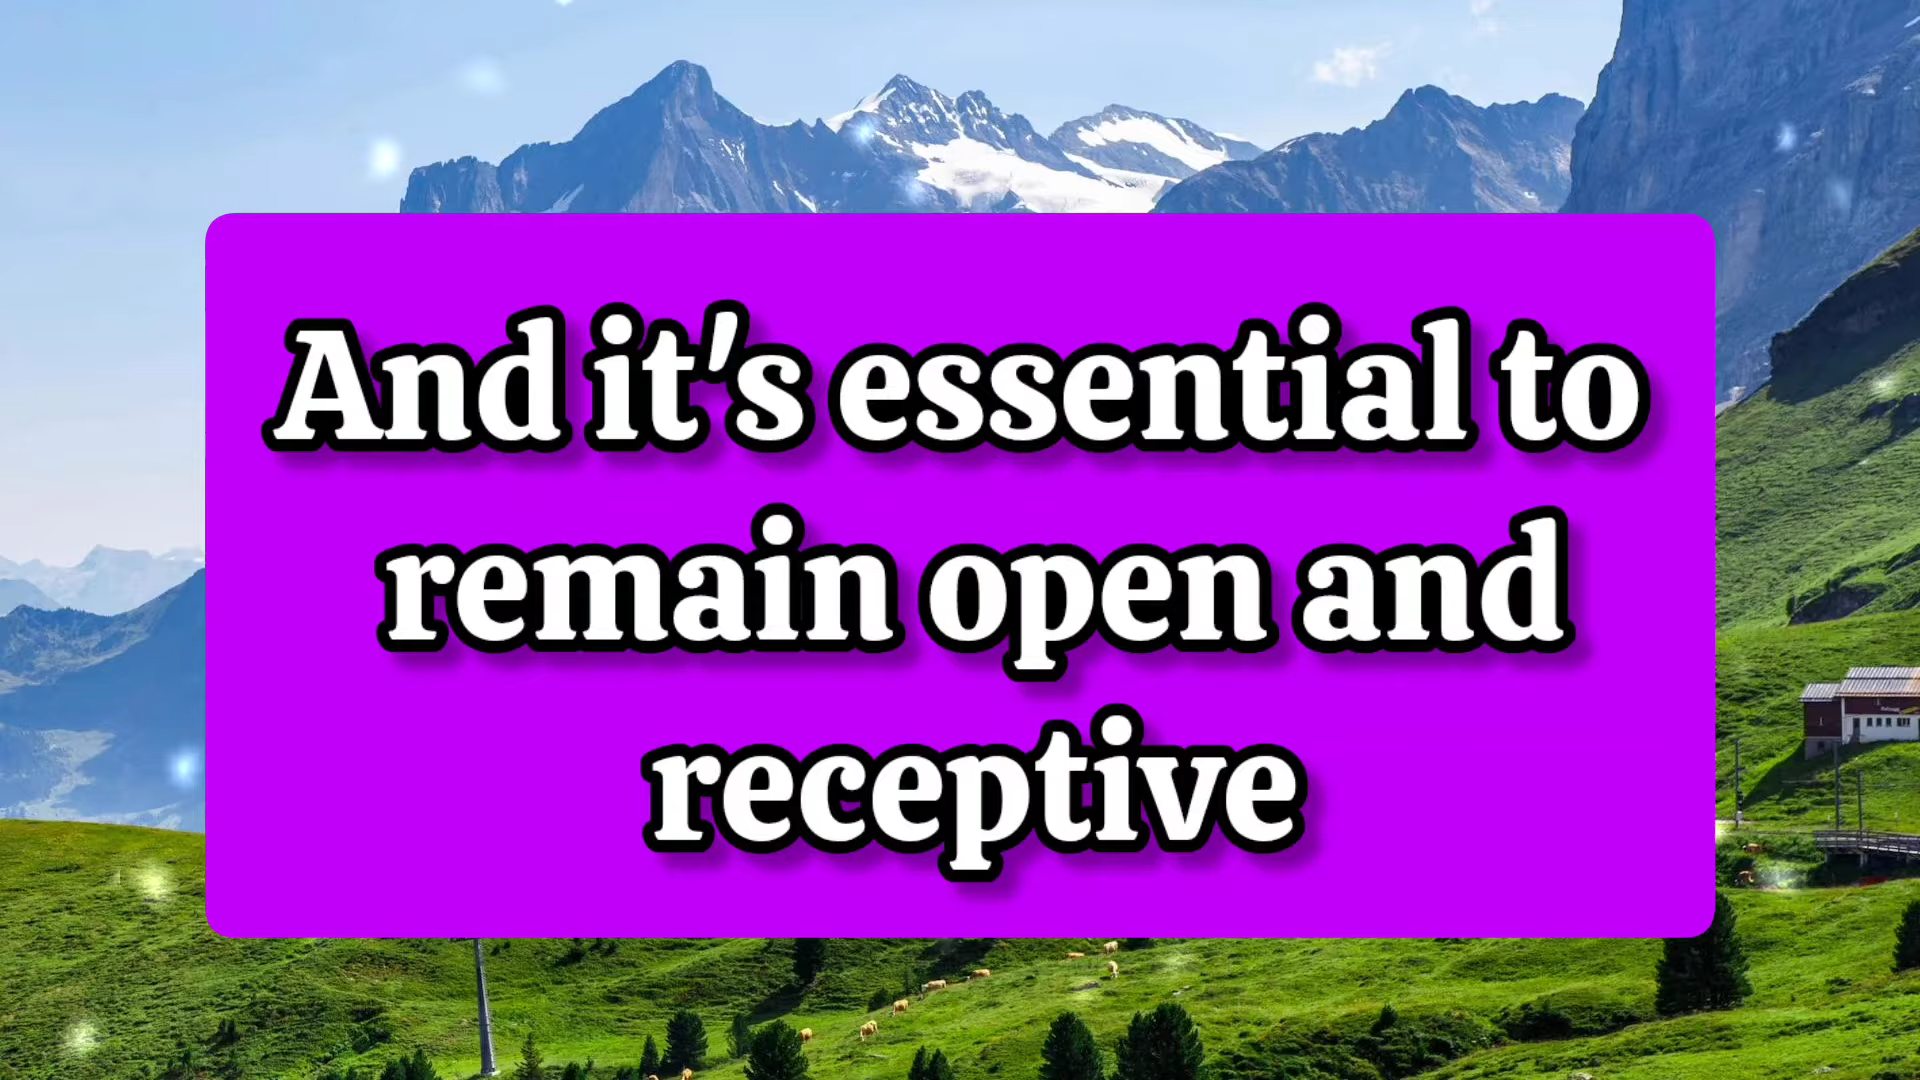 And it's essential to
remain open and
receptive